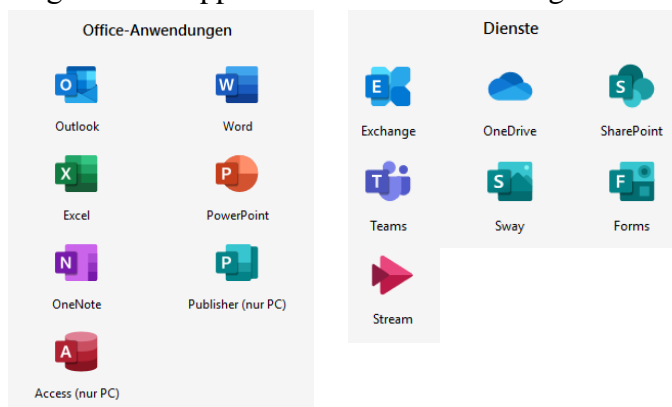 Office-Anwendungen
O
W
Outlook
Word
X
P
Excel
PowerPoint
N
P
OneNote
Publisher (nur PC)
A
Access (nur PC)
Dienste
E
S
Exchange
OneDrive
SharePoint
T
S
F
Teams
Sway
Forms
Stream